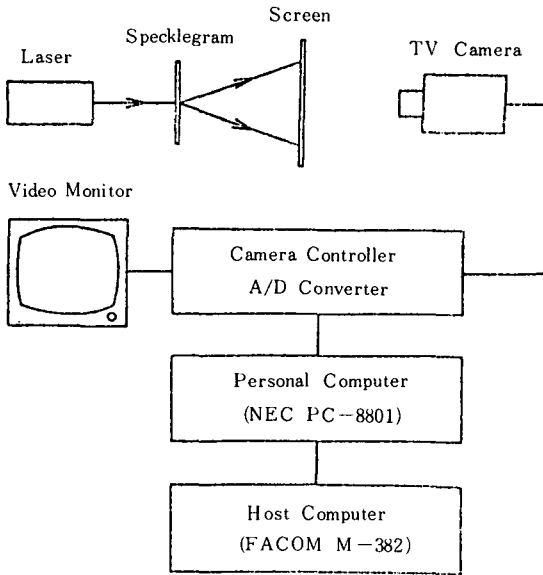 Screen
Specklegram
Laser
TV Camera
Video Monitor
Camera Controller
A/D Converter
Personal Computer
(NEC PC-8801)
Host Computer
(FACOM M-382)